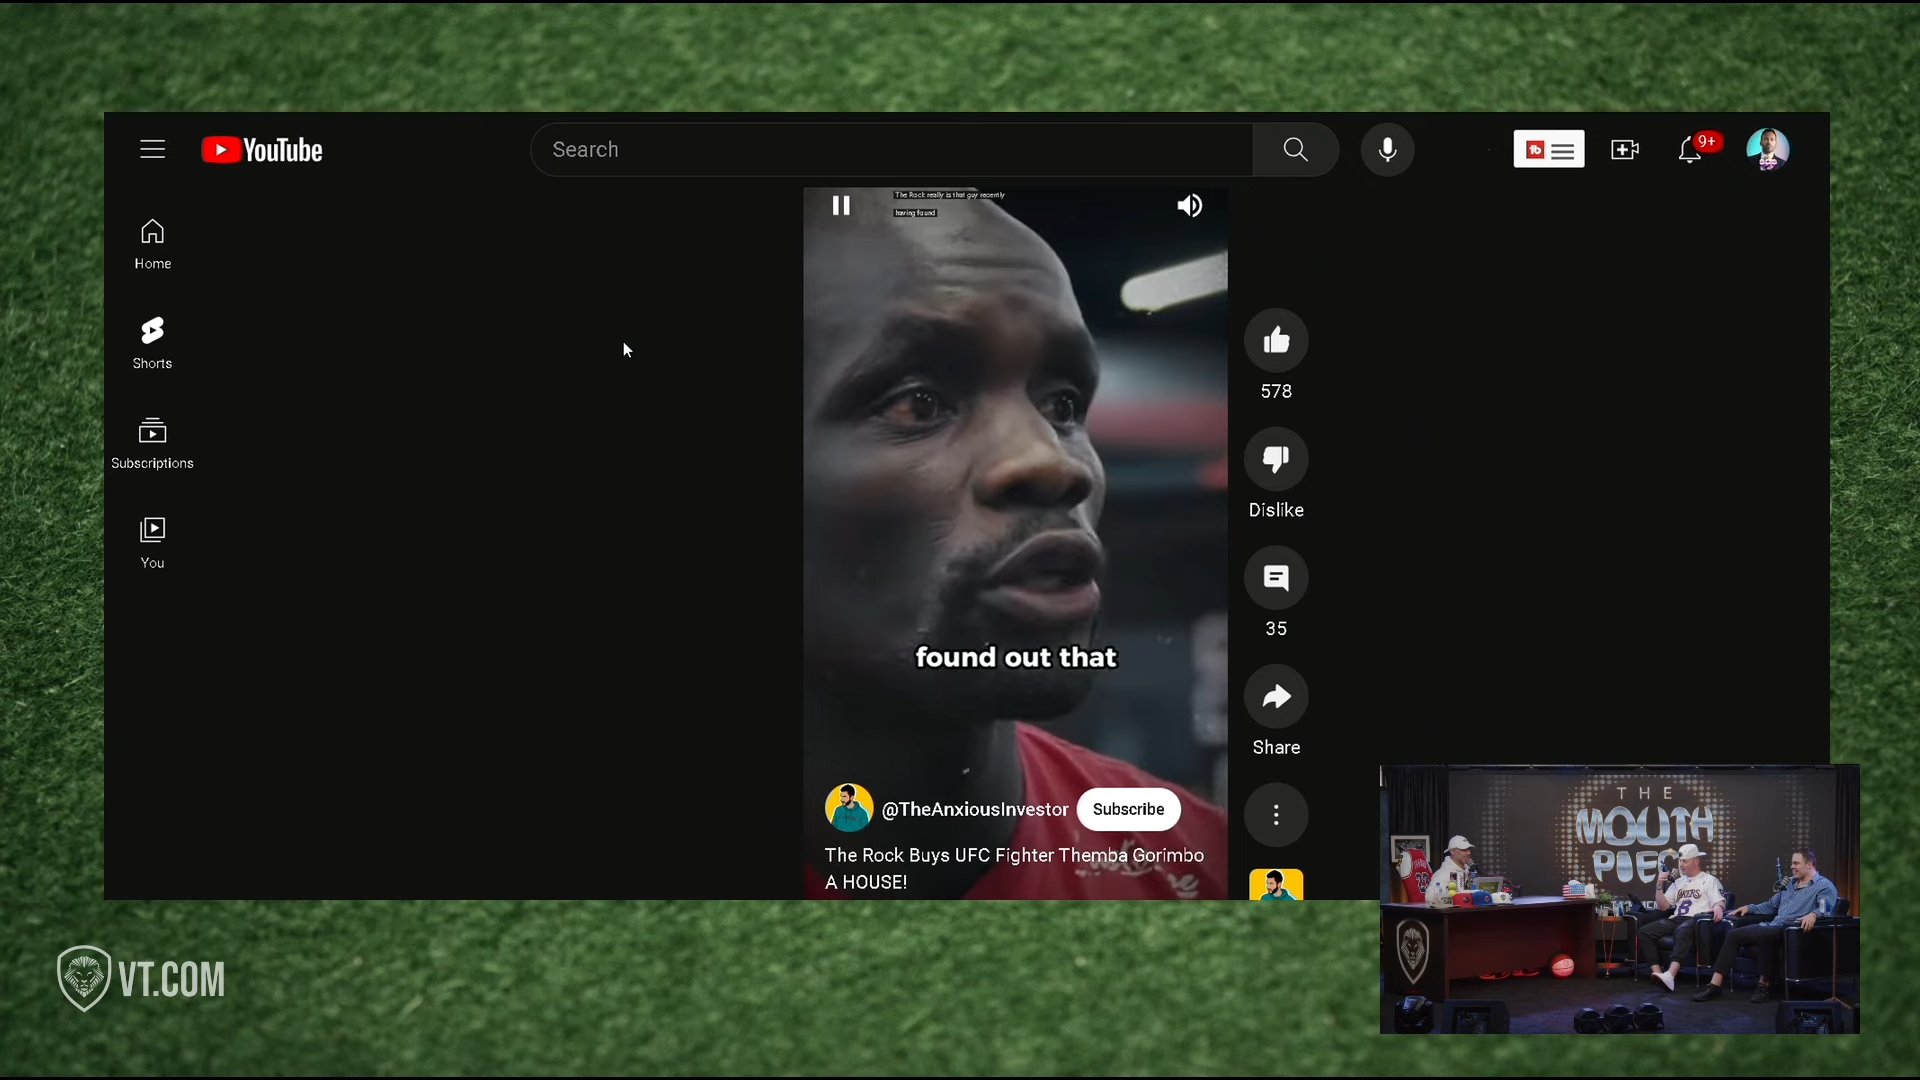 YouTube
Search
9+
Home
Shorts
Subscriptions
You
The Rock really is that guy recently
having found
found out that
578
Dislike
35
Share
@TheAnxiousInvestor
Subscribe
The Rock Buys UFC Fighter Themba Gorimbo
A HOUSE!
THE
MOUTH
VT.COM